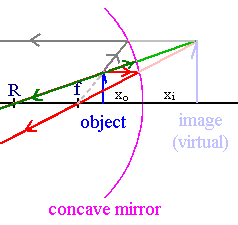 R f xₒ xᵢ
object image
(virtual)
concave mirror